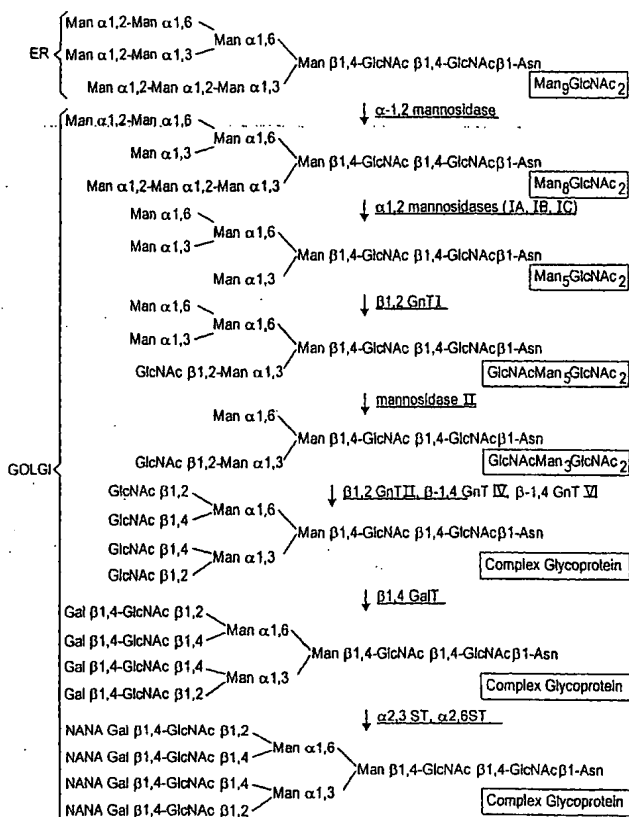 ER
Man α1,2-Man α1,6
Man α1,6
Man α1,2-Man α1,3
Man β1,4-GlcNAc β1,4-GlcNAcβ1-Asn
Man α1,2-Man α1,2-Man α1,3
Man9GlcNAc2
α-1,2 mannosidase
GOLGI
Man α1,2-Man α1,6
Man α1,6
Man α1,3
Man β1,4-GlcNAc β1,4-GlcNAcβ1-Asn
Man α1,2-Man α1,2-Man α1,3
Man8GlcNAc2
α1,2 mannosidases (IA, IB, IC)
Man α1,6
Man α1,6
Man α1,3
Man β1,4-GlcNAc β1,4-GlcNAcβ1-Asn
Man α1,3
Man5GlcNAc2
β1,2 GnTI
Man α1,6
Man α1,6
Man α1,3
Man β1,4-GlcNAc β1,4-GlcNAcβ1-Asn
GlcNAc β1,2-Man α1,3
GlcNAcMan5GlcNAc2
mannosidase II
Man α1,6
Man β1,4-GlcNAc β1,4-GlcNAcβ1-Asn
GlcNAc β1,2-Man α1,3
GlcNAcMan3GlcNAc2
β1,2 GnTII, β-1,4 GnT IV, β-1,4 GnT VI
GlcNAc β1,2
Man α1,6
GlcNAc β1,4
Man β1,4-GlcNAc β1,4-GlcNAcβ1-Asn
GlcNAc β1,4
Man α1,3
GlcNAc β1,2
Complex Glycoprotein
β1,4 GalT
Gal β1,4-GlcNAc β1,2
Man α1,6
Gal β1,4-GlcNAc β1,4
Man β1,4-GlcNAc β1,4-GlcNAcβ1-Asn
Gal β1,4-GlcNAc β1,4
Man α1,3
Gal β1,4-GlcNAc β1,2
Complex Glycoprotein
α2,3 ST, α2,6ST
NANA Gal β1,4-GlcNAc β1,2
Man α1,6
NANA Gal β1,4-GlcNAc β1,4
Man β1,4-GlcNAc β1,4-GlcNAcβ1-Asn
NANA Gal β1,4-GlcNAc β1,4
Man α1,3
NANA Gal β1,4-GlcNAc β1,2
Complex Glycoprotein